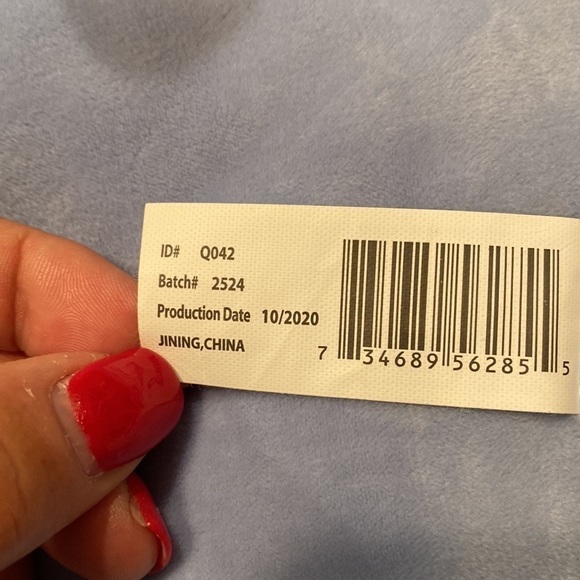 ID# Q042
Batch# 2524
Production Date 10/2020
JINING,CHINA
7 34689 56285 5